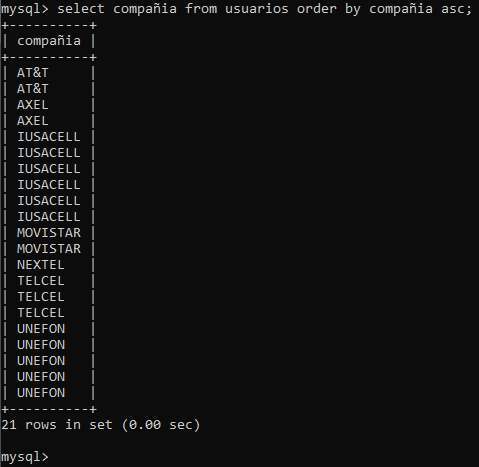 mysql> select compañia from usuarios order by compañia asc;
+----------+
| compañia |
+----------+
| AT&T     |
| AT&T     |
| AXEL     |
| AXEL     |
| IUSACELL |
| IUSACELL |
| IUSACELL |
| IUSACELL |
| IUSACELL |
| IUSACELL |
| MOVISTAR |
| MOVISTAR |
| NEXTEL   |
| TELCEL   |
| TELCEL   |
| TELCEL   |
| UNEFON   |
| UNEFON   |
| UNEFON   |
| UNEFON   |
| UNEFON   |
+----------+
21 rows in set (0.00 sec)
mysql>